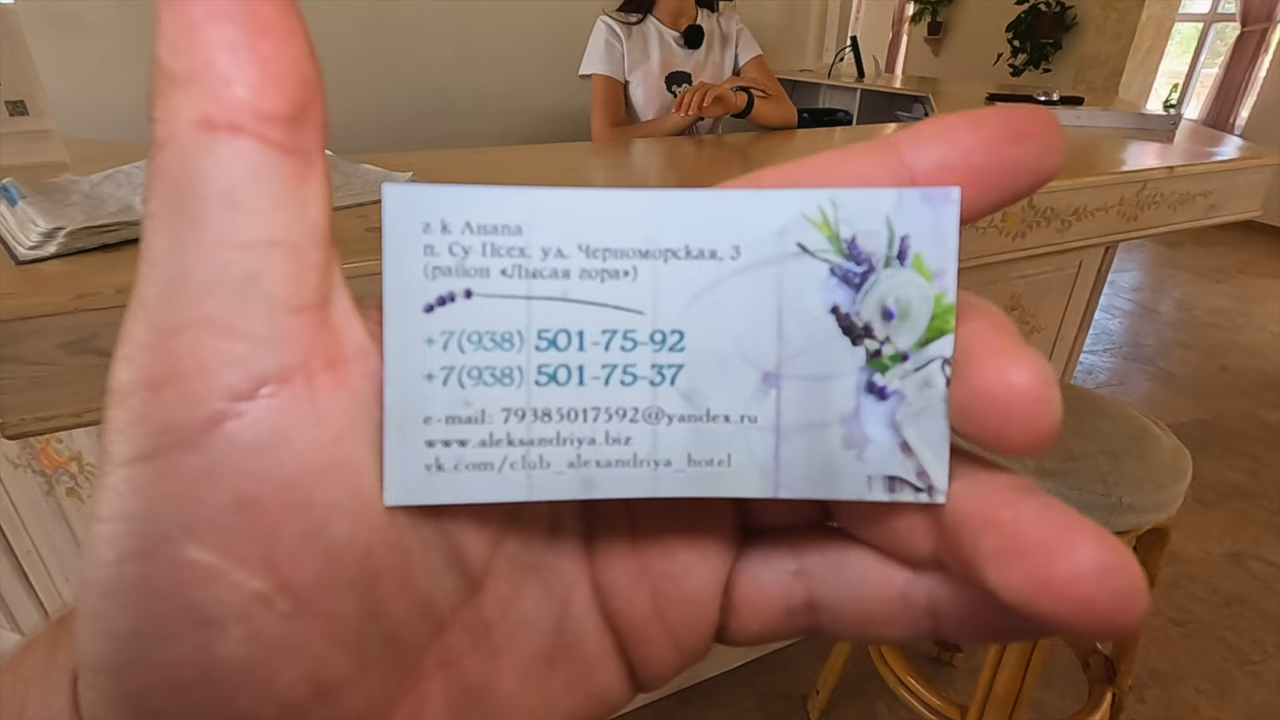 г. к. Анапа
п. Су-Псех, ул. Черноморская, 3
(район «Лысая гора»)
+7(938) 501-75-92
+7(938) 501-75-37
e-mail: 79385017592@yandex.ru
www.aleksandriya.biz
vk.com/club_alexandriya_hotel